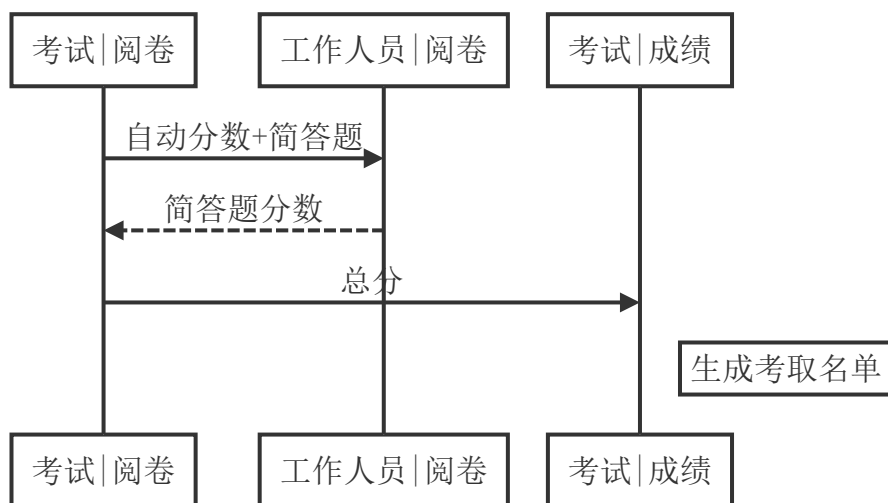 考试|阅卷
工作人员|阅卷
考试|成绩
自动分数+简答题
简答题分数
总分
生成考取名单
考试|阅卷
工作人员|阅卷
考试|成绩